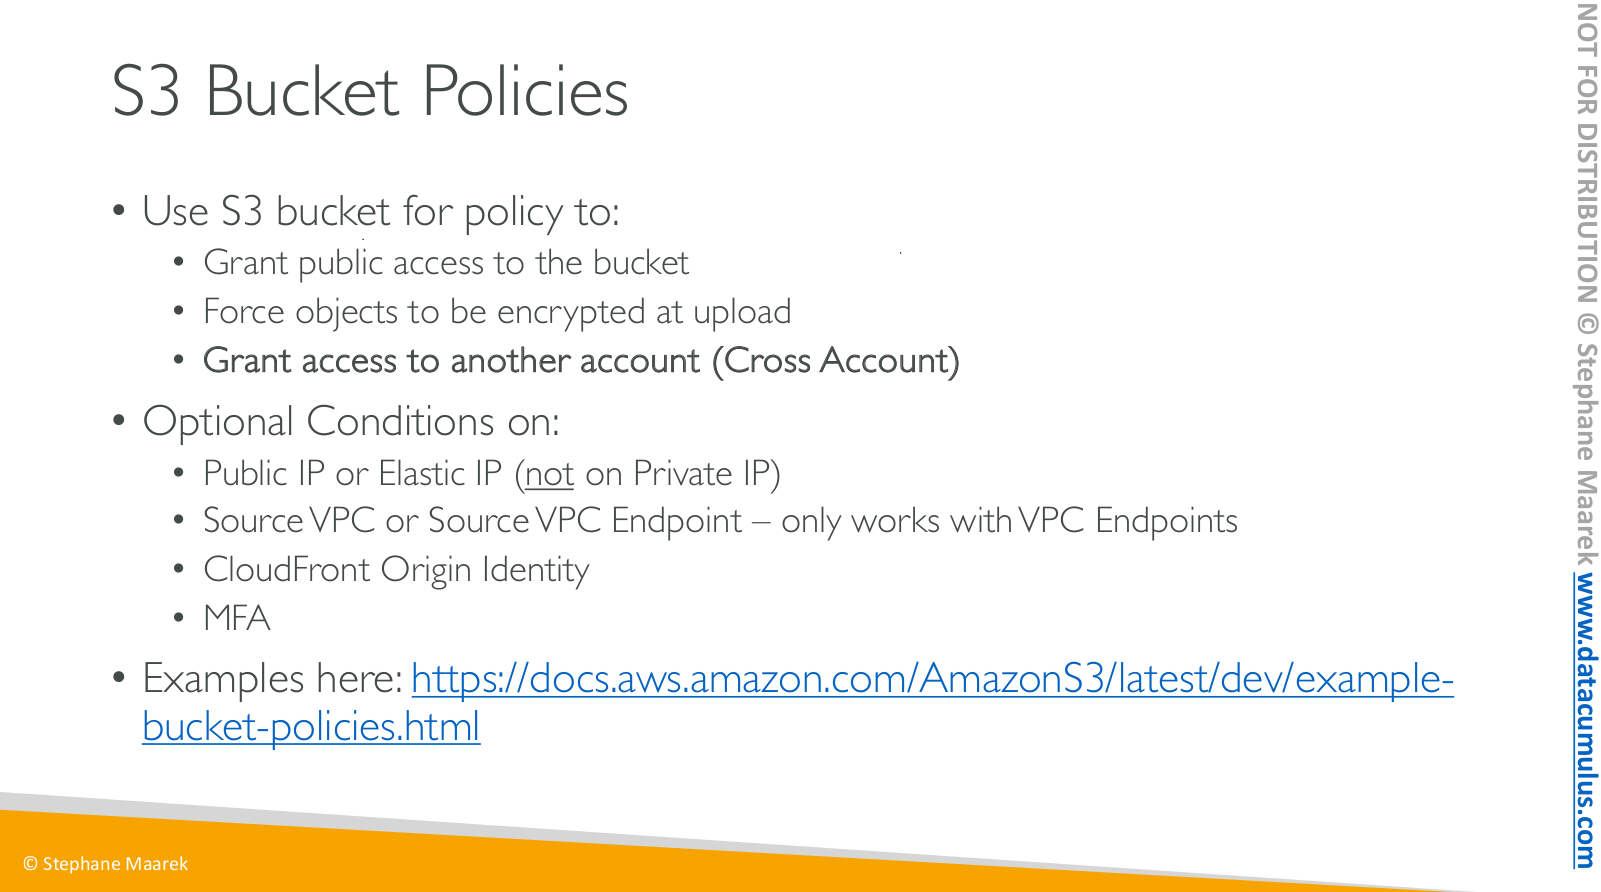 S3 Bucket Policies
• Use S3 bucket for policy to:
• Grant public access to the bucket
• Force objects to be encrypted at upload
• Grant access to another account (Cross Account)
• Optional Conditions on:
• Public IP or Elastic IP (not on Private IP)
• Source VPC or Source VPC Endpoint – only works with VPC Endpoints
• CloudFront Origin Identity
• MFA
• Examples here: https://docs.aws.amazon.com/AmazonS3/latest/dev/example-
bucket-policies.html
© Stephane Maarek
NOT FOR DISTRIBUTION © Stephane Maarek www.datacumulus.com